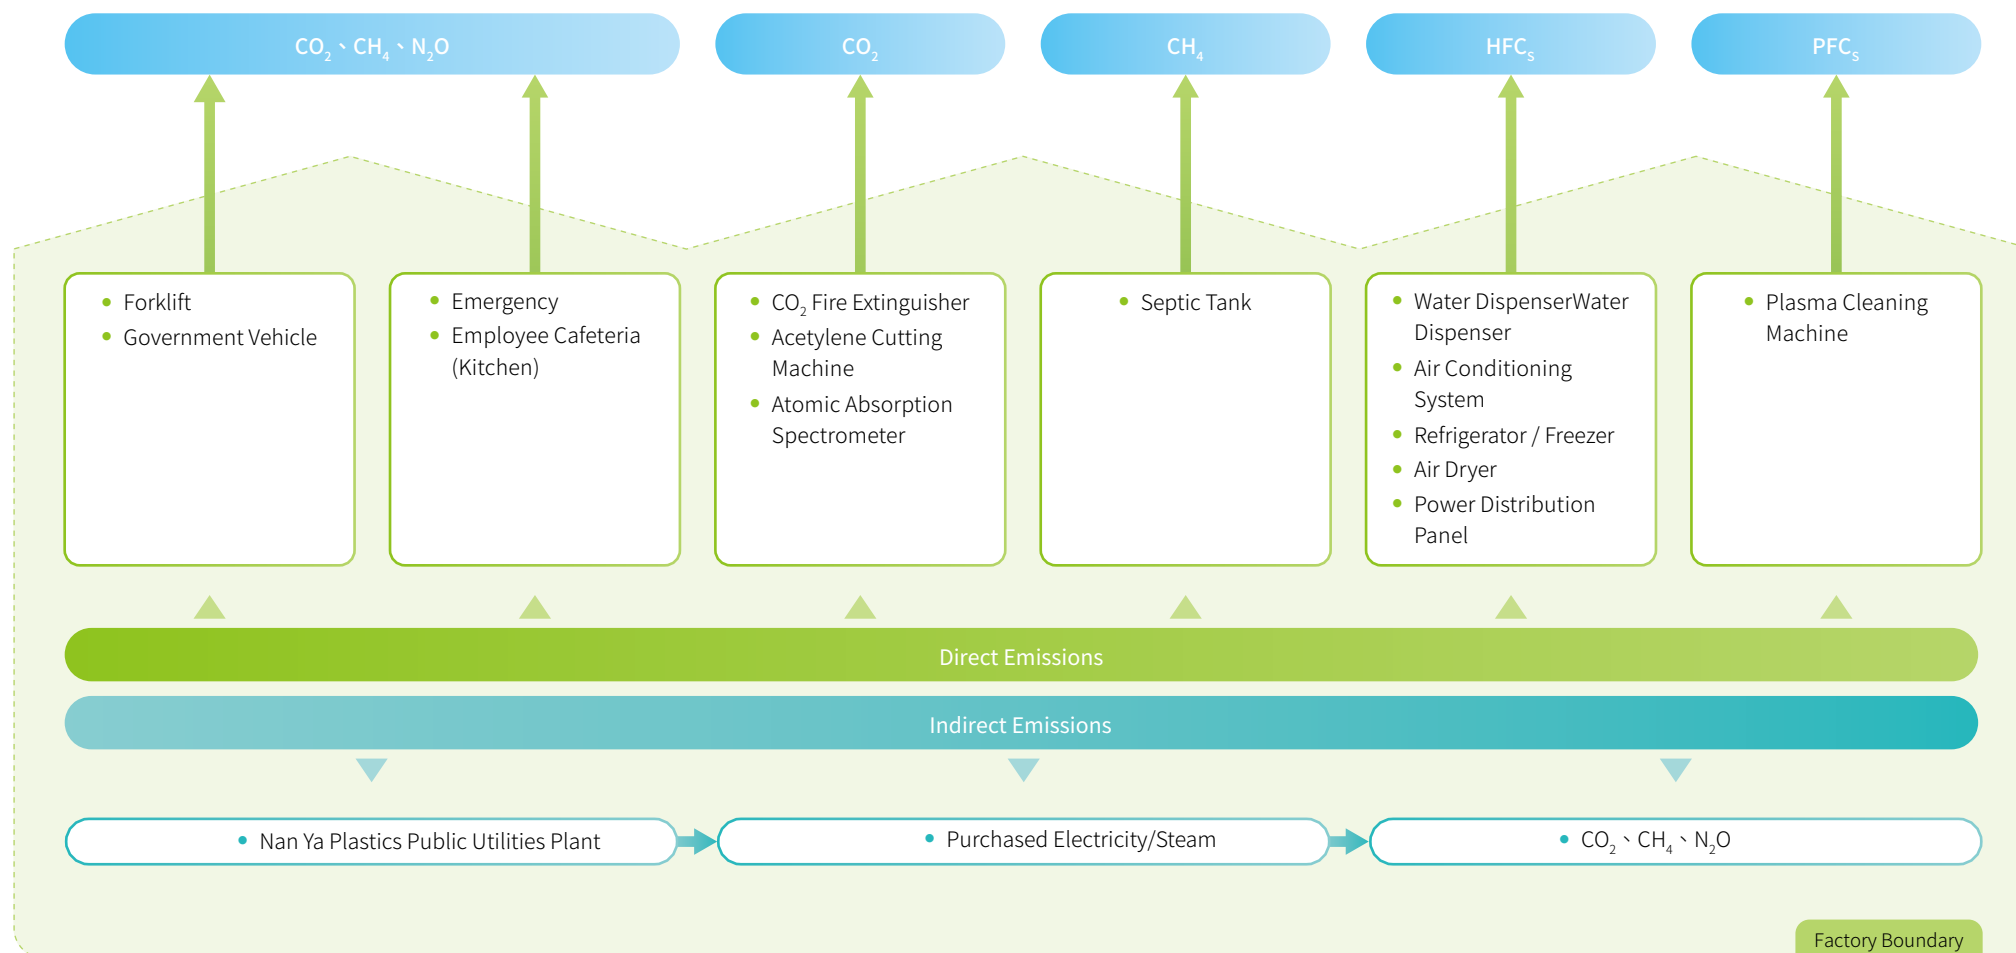 CO₂、CH₄、N₂O
CO₂
CH₄
HFCs
PFCs
• Forklift
• Government Vehicle
• Emergency
• Employee Cafeteria
(Kitchen)
• CO₂ Fire Extinguisher
• Acetylene Cutting
Machine
• Atomic Absorption
Spectrometer
• Septic Tank
• Water DispenserWater
Dispenser
• Air Conditioning
System
• Refrigerator / Freezer
• Air Dryer
• Power Distribution
Panel
• Plasma Cleaning
Machine
Direct Emissions
Indirect Emissions
• Nan Ya Plastics Public Utilities Plant
• Purchased Electricity/Steam
• CO₂、CH₄、N₂O
Factory Boundary